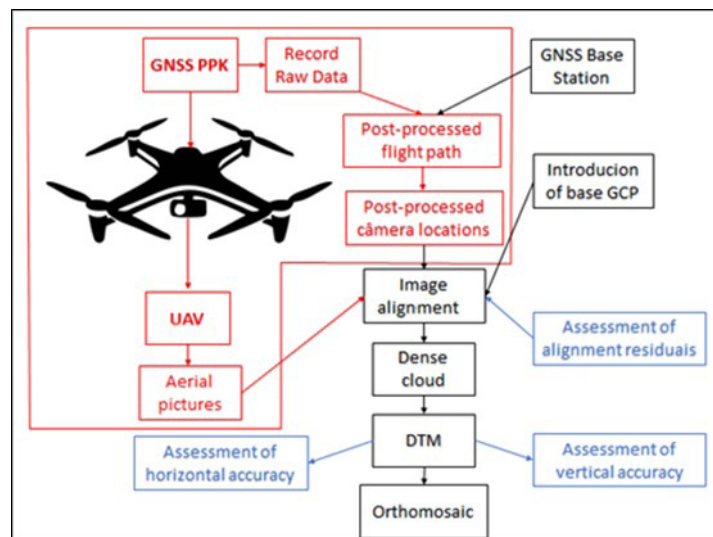 GNSS PPK
Record
Raw Data
GNSS Base
Station
Post-processed
flight path
Introducion
of base GCP
Post-processed
câmera locations
Image
alignment
UAV
Assessment of
alignment residuais
Aerial
pictures
Dense
cloud
Assessment of
horizontal accuracy
DTM
Assessment of
vertical accuracy
Orthomosaic